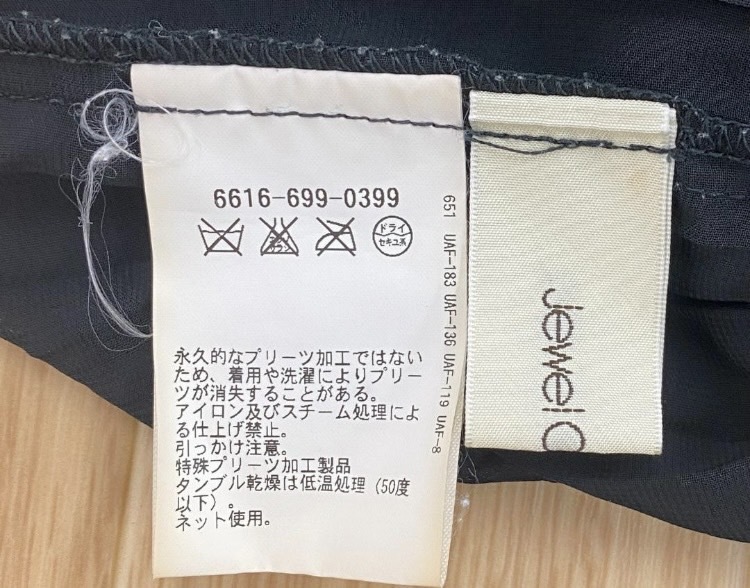 6616-699-0399
ドライ
セキユ系
永久的なプリーツ加工ではない
ため、着用や洗濯によりプリー
ツが消失することがある。
アイロン及びスチーム処理によ
る仕上げ禁止。
引っかけ注意。
特殊プリーツ加工製品
タンブル乾燥は低温処理(50度
以下)。
ネット使用。
651 UAF-183 UAF-136 UAF-119 UAF-8
Jewel